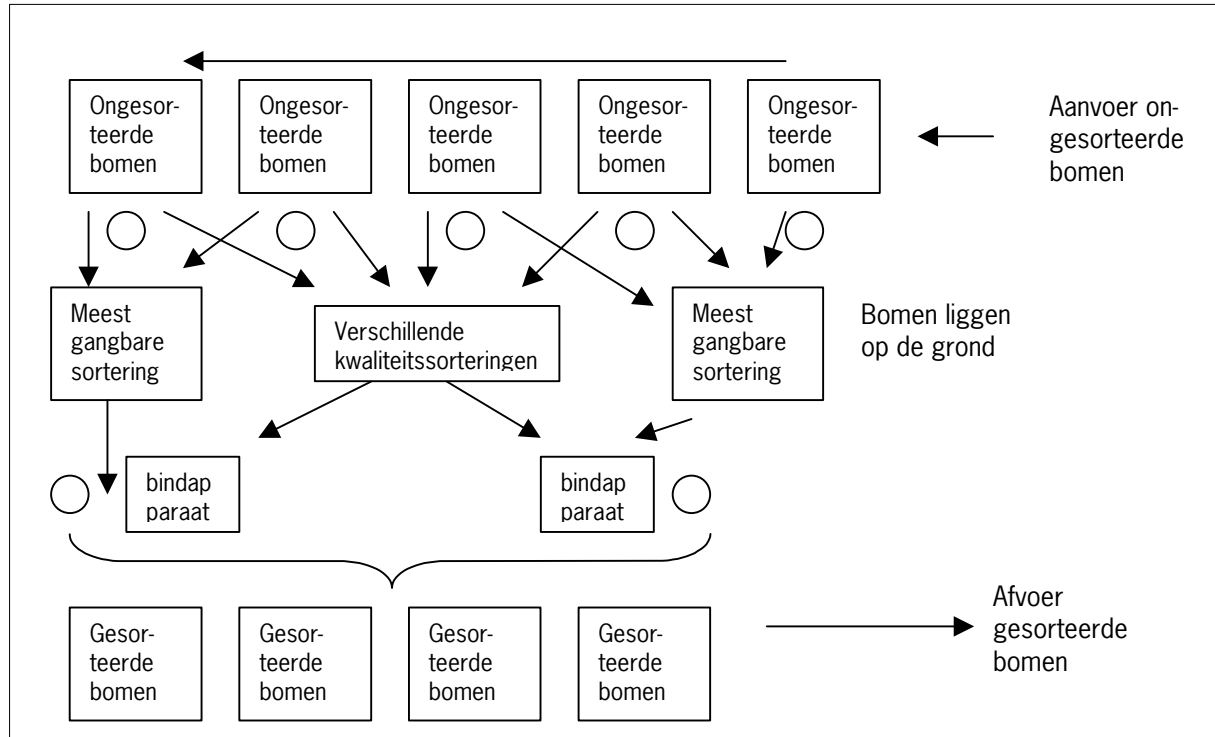 Ongesor-
teerde
bomen
Ongesor-
teerde
bomen
Ongesor-
teerde
bomen
Ongesor-
teerde
bomen
Ongesor-
teerde
bomen
Aanvoer on-
gesorteerde
bomen
Meest
gangbare
sortering
Verschillende
kwaliteitssorteringen
Meest
gangbare
sortering
Bomen liggen
op de grond
bindap
paraat
bindap
paraat
Gesor-
teerde
bomen
Gesor-
teerde
bomen
Gesor-
teerde
bomen
Gesor-
teerde
bomen
Afvoer
gesorteerde
bomen